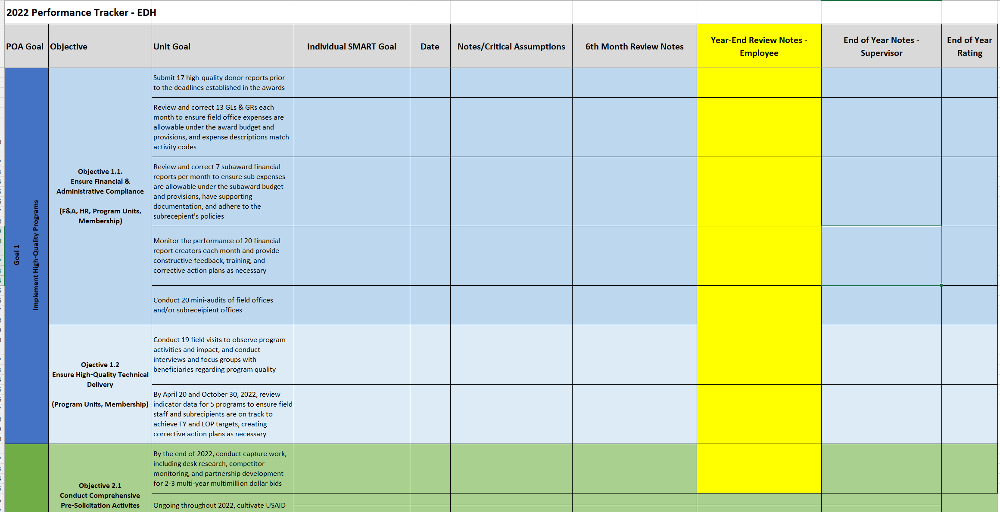 2022 Performance Tracker - EDH
POA Goal
Objective
Unit Goal
Individual SMART Goal
Date
Notes/Critical Assumptions
6th Month Review Notes
Year-End Review Notes -
Employee
End of Year Notes -
Supervisor
End of Year
Rating
Goal 1
Implement High-Quality Programs
Objective 1.1.
Ensure Financial &
Administrative Compliance
(F&A, HR, Program Units,
Membership)
Submit 17 high-quality donor reports prior
to the deadlines established in the awards
Review and correct 13 GLs & GRs each
month to ensure field office expenses are
allowable under the award budget and
provisions, and expense descriptions match
activity codes
Review and correct 7 subaward financial
reports per month to ensure sub expenses
are allowable under the subaward budget
and provisions, have supporting
documentation, and adhere to the
subrecepient's policies
Monitor the performance of 20 financial
report creators each month and provide
constructive feedback, training, and
corrective action plans as necessary
Conduct 20 mini-audits of field offices
and/or subreceipient offices
Ojective 1.2
Ensure High-Quality Technical
Delivery
(Program Units, Membership)
Conduct 19 field visits to observe program
activities and impact, and conduct
interviews and focus groups with
beneficiaries regarding program quality
By April 20 and October 30, 2022, review
indicator data for 5 programs to ensure field
staff and subrecipients are on track to
achieve FY and LOP targets, creating
corrective action plans as necessary
Objective 2.1
Conduct Comprehensive
Pre-Solicitation Activites
By the end of 2022, conduct capture work,
including desk research, competitor
monitoring, and partnership development
for 2-3 multi-year multimillion dollar bids
Ongoing throughout 2022, cultivate USAID